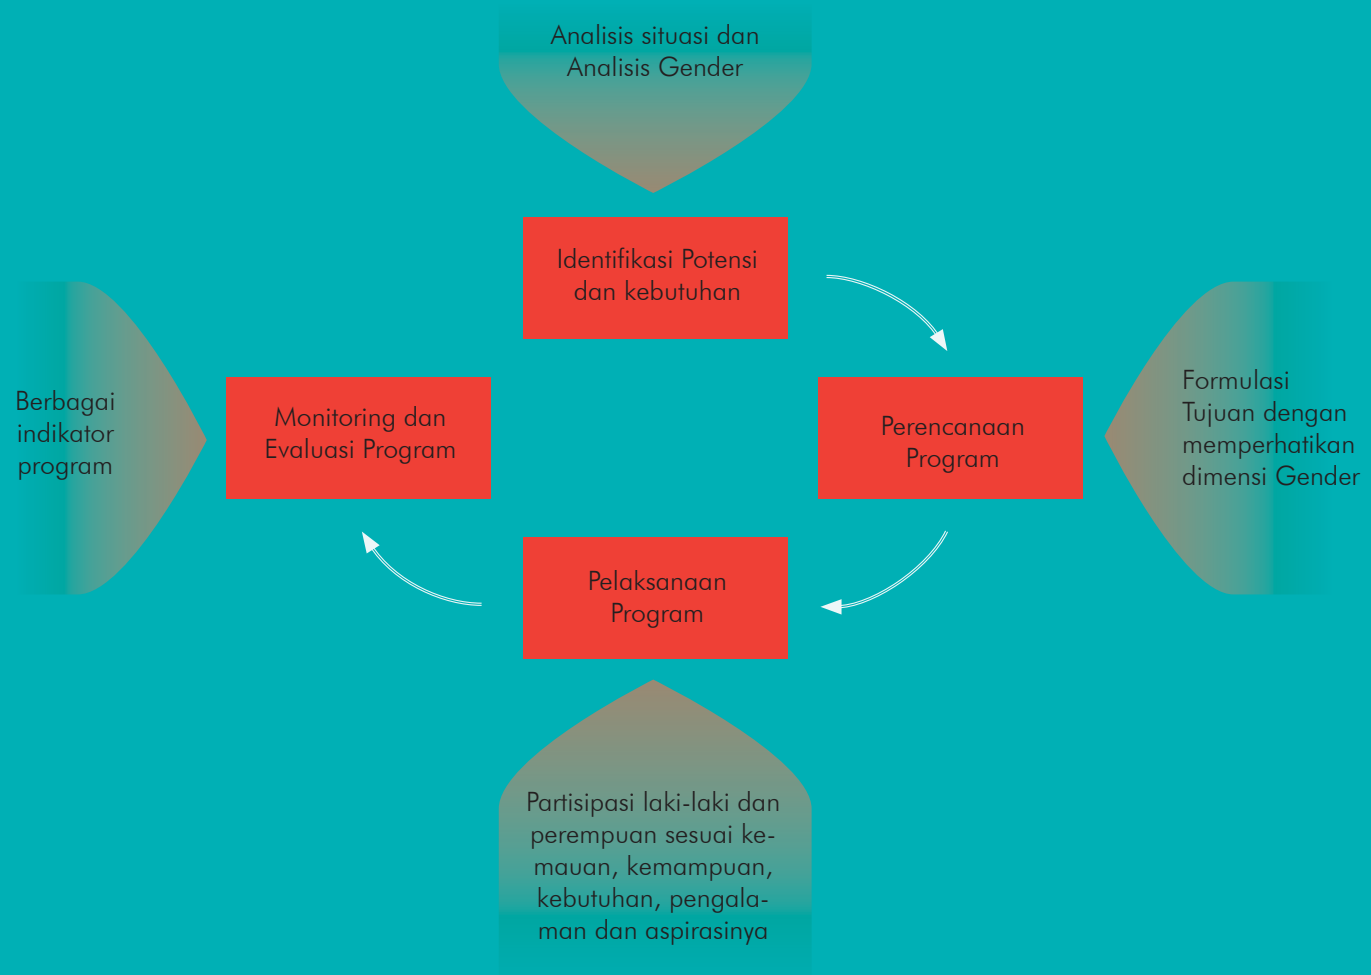 Analisis situasi dan
Analisis Gender
Identifikasi Potensi
dan kebutuhan
Berbagai
indikator
program
Monitoring dan
Evaluasi Program
Perencanaan
Program
Formulasi
Tujuan dengan
memperhatikan
dimensi Gender
Pelaksanaan
Program
Partisipasi laki-laki dan
perempuan sesuai ke-
mauan, kemampuan,
kebutuhan, pengala-
man dan aspirasinya